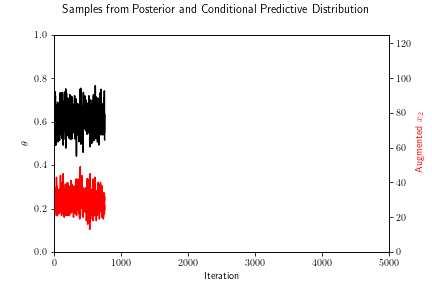 Samples from Posterior and Conditional Predictive Distribution
1.0
0.8
0.6
0.4
0.2
0.0
θ
120
100
80
60
40
20
0
Augmented x₂
0 1000 2000 3000 4000 5000
Iteration